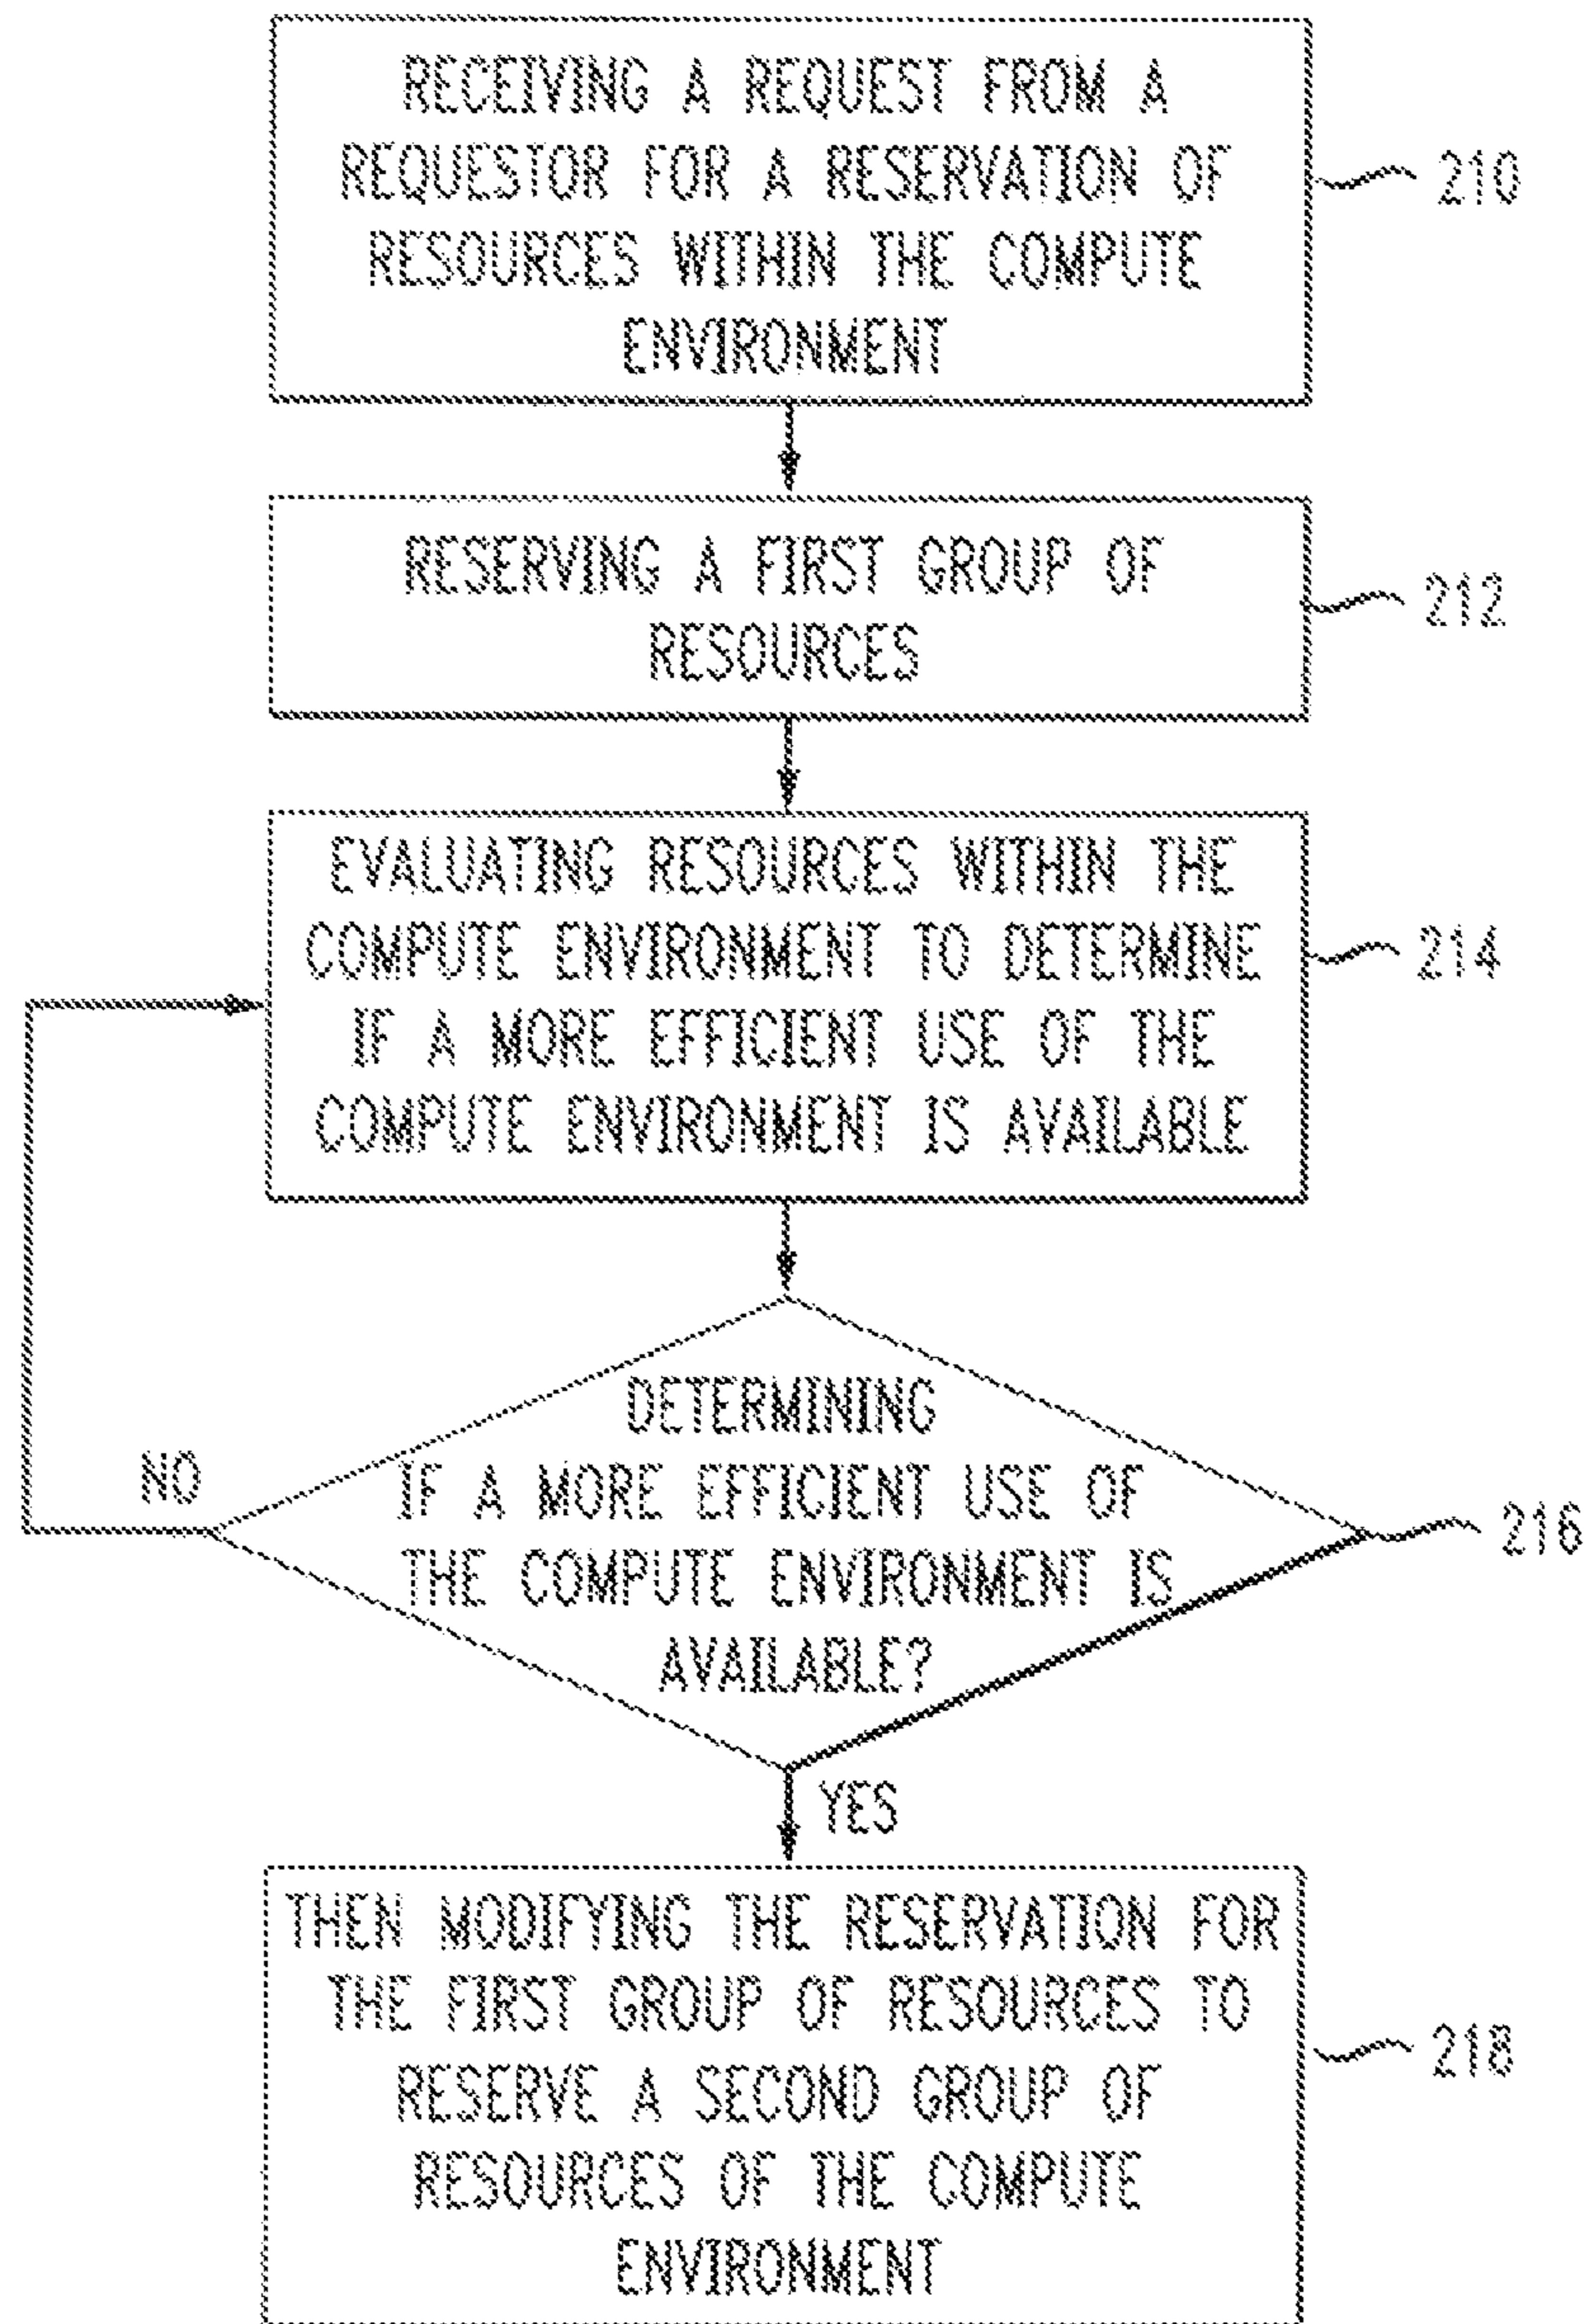 RECEIVING A REQUEST FROM A
REQUESTOR FOR A RESERVATION OF
RESOURCES WITHIN THE COMPUTE
ENVIRONMENT
210
RESERVING A FIRST GROUP OF
RESOURCES
212
EVALUATING RESOURCES WITHIN THE
COMPUTE ENVIRONMENT TO DETERMINE
IF A MORE EFFICIENT USE OF THE
COMPUTE ENVIRONMENT IS AVAILABLE
214
DETERMINING
IF A MORE EFFICIENT USE OF
THE COMPUTE ENVIRONMENT IS
AVAILABLE?
NO
216
YES
THEN MODIFYING THE RESERVATION FOR
THE FIRST GROUP OF RESOURCES TO
RESERVE A SECOND GROUP OF
RESOURCES OF THE COMPUTE
ENVIRONMENT
218